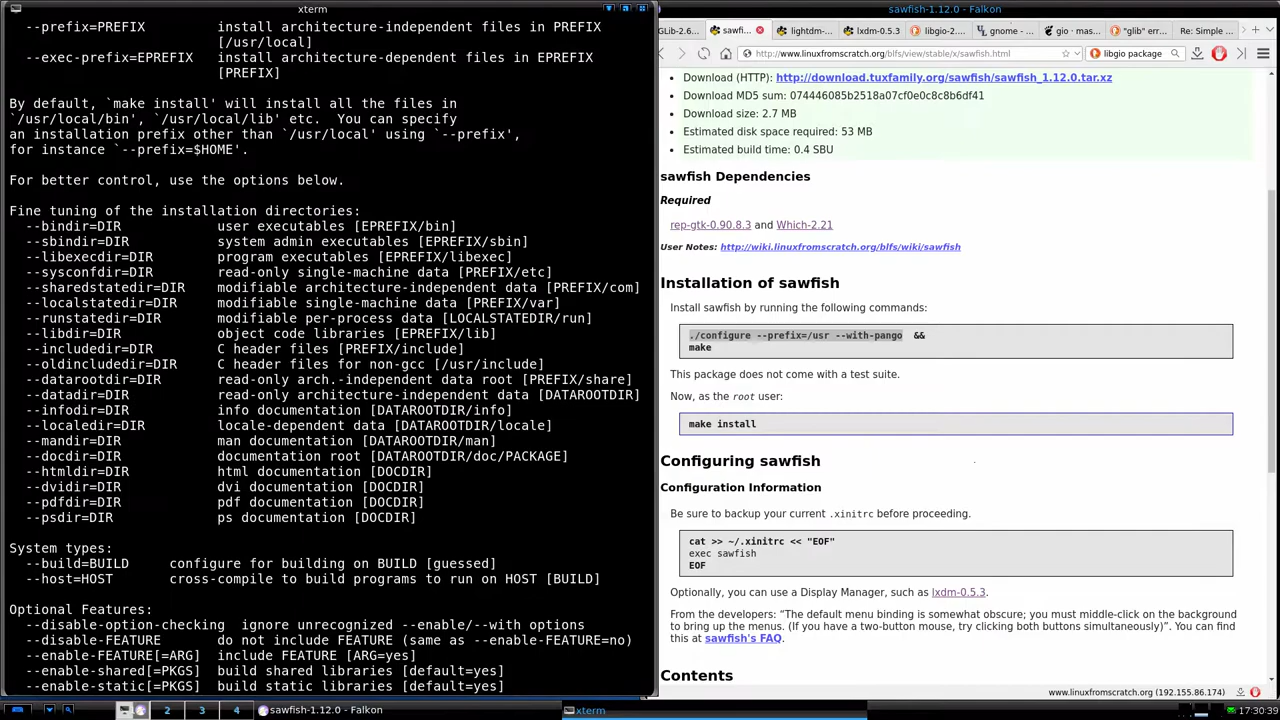 xterm
--prefix=PREFIX         install architecture-independent files in PREFIX
[/usr/local]
--exec-prefix=EPREFIX   install architecture-dependent files in EPREFIX
[PREFIX]
By default, `make install' will install all the files in
`/usr/local/bin', `/usr/local/lib' etc.  You can specify
an installation prefix other than `/usr/local' using `--prefix',
for instance `--prefix=$HOME'.
For better control, use the options below.
Fine tuning of the installation directories:
--bindir=DIR            user executables [EPREFIX/bin]
--sbindir=DIR           system admin executables [EPREFIX/sbin]
--libexecdir=DIR        program executables [EPREFIX/libexec]
--sysconfdir=DIR        read-only single-machine data [PREFIX/etc]
--sharedstatedir=DIR    modifiable architecture-independent data [PREFIX/com]
--localstatedir=DIR     modifiable single-machine data [PREFIX/var]
--runstatedir=DIR       modifiable per-process data [LOCALSTATEDIR/run]
--libdir=DIR            object code libraries [EPREFIX/lib]
--includedir=DIR        C header files [PREFIX/include]
--oldincludedir=DIR     C header files for non-gcc [/usr/include]
--datarootdir=DIR       read-only arch.-independent data root [PREFIX/share]
--datadir=DIR           read-only architecture-independent data [DATAROOTDIR]
--infodir=DIR           info documentation [DATAROOTDIR/info]
--localedir=DIR         locale-dependent data [DATAROOTDIR/locale]
--mandir=DIR            man documentation [DATAROOTDIR/man]
--docdir=DIR            documentation root [DATAROOTDIR/doc/PACKAGE]
--htmldir=DIR           html documentation [DOCDIR]
--dvidir=DIR            dvi documentation [DOCDIR]
--pdfdir=DIR            pdf documentation [DOCDIR]
--psdir=DIR             ps documentation [DOCDIR]
System types:
--build=BUILD     configure for building on BUILD [guessed]
--host=HOST       cross-compile to build programs to run on HOST [BUILD]
Optional Features:
--disable-option-checking  ignore unrecognized --enable/--with options
--disable-FEATURE       do not include FEATURE (same as --enable-FEATURE=no)
--enable-FEATURE[=ARG]  include FEATURE [ARG=yes]
--enable-shared[=PKGS]  build shared libraries [default=yes]
--enable-static[=PKGS]  build static libraries [default=yes]
sawfish-1.12.0 - Falkon
GLib-2.6... sawfi... lightdm-... lxdm-0.5.3 libgio-2.... gnome - ... gio • mas... "glib" err... Re: Simple ...
http://www.linuxfromscratch.org/blfs/view/stable/x/sawfish.html libgio package
Download (HTTP): http://download.tuxfamily.org/sawfish/sawfish_1.12.0.tar.xz
Download MD5 sum: 074446085b2518a07cf0e0c8c8b6df41
Download size: 2.7 MB
Estimated disk space required: 53 MB
Estimated build time: 0.4 SBU
sawfish Dependencies
Required
rep-gtk-0.90.8.3 and Which-2.21
User Notes: http://wiki.linuxfromscratch.org/blfs/wiki/sawfish
Installation of sawfish
Install sawfish by running the following commands:
./configure --prefix=/usr --with-pango  &&
make
This package does not come with a test suite.
Now, as the root user:
make install
Configuring sawfish
Configuration Information
Be sure to backup your current .xinitrc before proceeding.
cat >> ~/.xinitrc << "EOF"
exec sawfish
EOF
Optionally, you can use a Display Manager, such as lxdm-0.5.3.
From the developers: “The default menu binding is somewhat obscure; you must middle-click on the background
to bring up the menus. (If you have a two-button mouse, try clicking both buttons simultaneously)”. You can find
this at sawfish's FAQ.
Contents
www.linuxfromscratch.org (192.155.86.174)
2 3 4 sawfish-1.12.0 - Falkon xterm 17:30:39